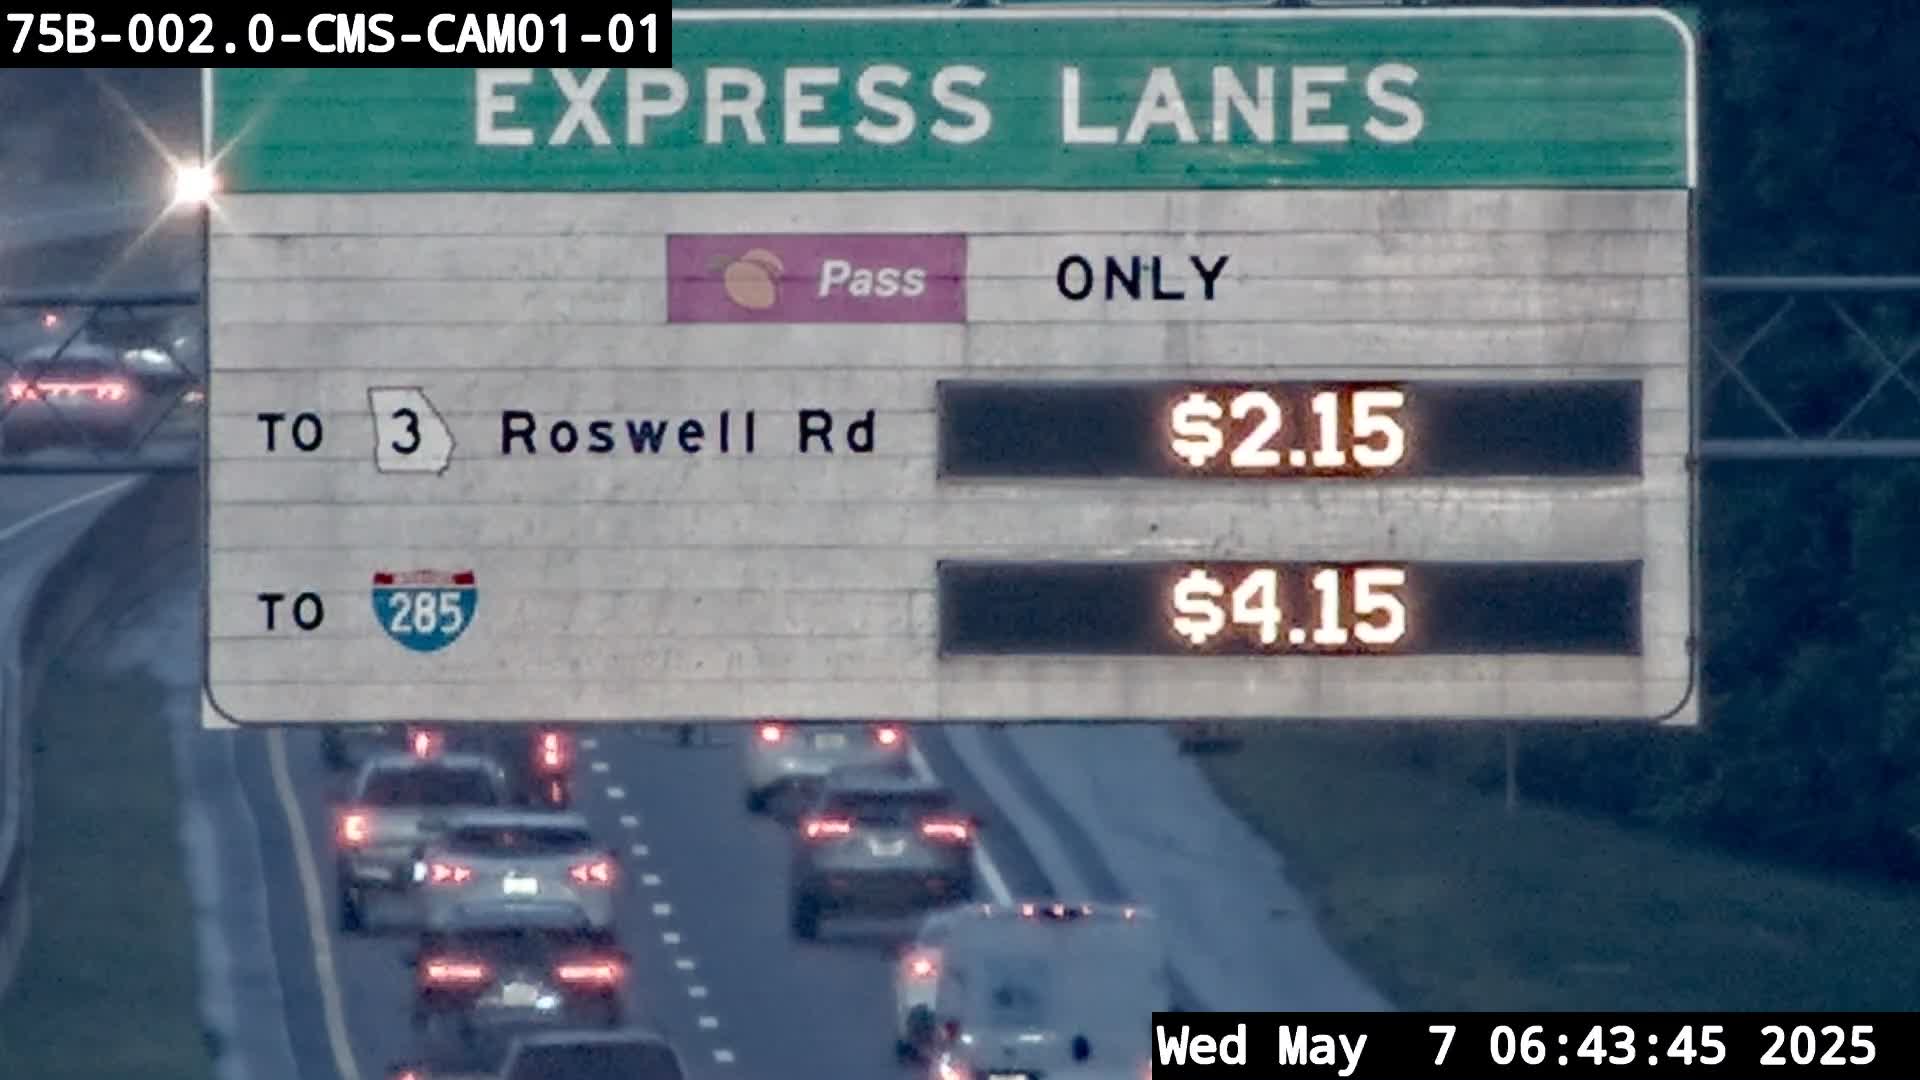 75B-002.0-CMS-CAM01-01
EXPRESS LANES
Pass ONLY
TO 3 Roswell Rd $2.15
TO 285 $4.15
Wed May 7 06:43:45 2025